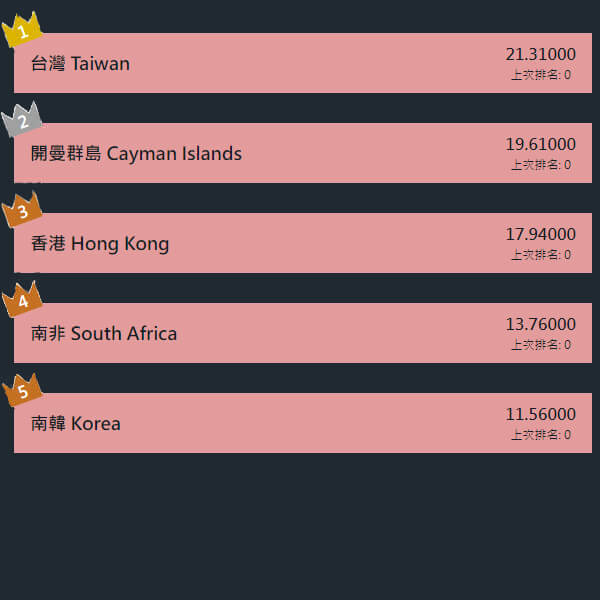 1
台灣 Taiwan
21.31000
上次排名: 0
2
開曼群島 Cayman Islands
19.61000
上次排名: 0
3
香港 Hong Kong
17.94000
上次排名: 0
4
南非 South Africa
13.76000
上次排名: 0
5
南韓 Korea
11.56000
上次排名: 0